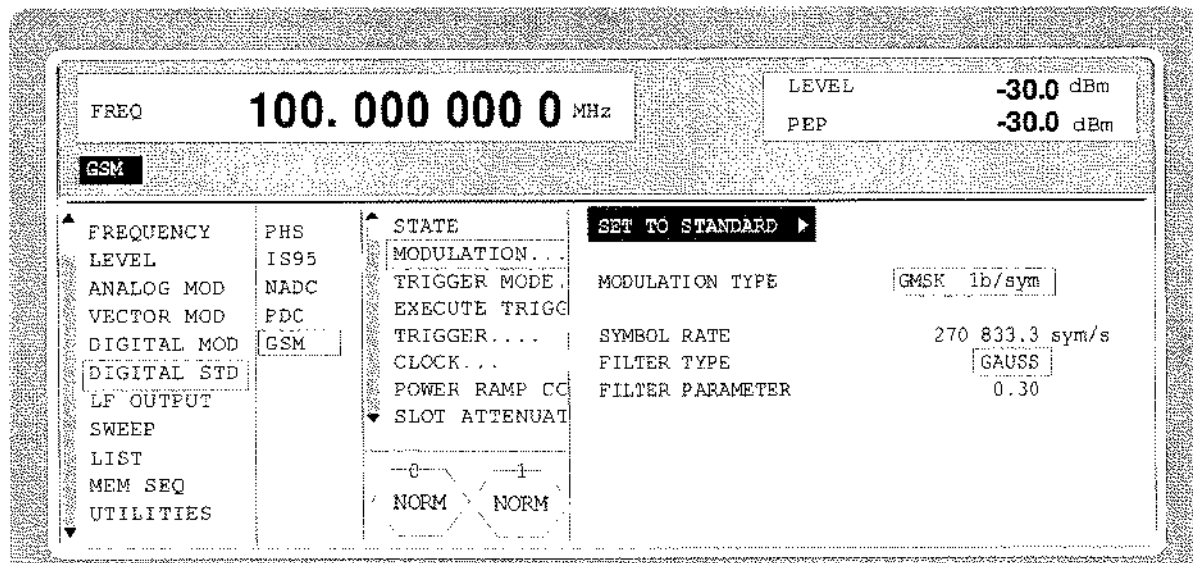 FREQ 100. 000 000 0 MHz
LEVEL -30.0 dBm
PEP -30.0 dBm
GSM
FREQUENCY
LEVEL
ANALOG MOD
VECTOR MOD
DIGITAL MOD
DIGITAL STD
LF OUTPUT
SWEEP
LIST
MEM SEQ
UTILITIES
PHS
IS95
NADC
PDC
GSM
STATE
MODULATION...
TRIGGER MODE.
EXECUTE TRIGG
TRIGGER....
CLOCK...
POWER RAMP CO
SLOT ATTENUAT
0 1
NORM NORM
SET TO STANDARD
MODULATION TYPE GMSK 1b/sym
SYMBOL RATE 270 833.3 sym/s
FILTER TYPE GAUSS
FILTER PARAMETER 0.30